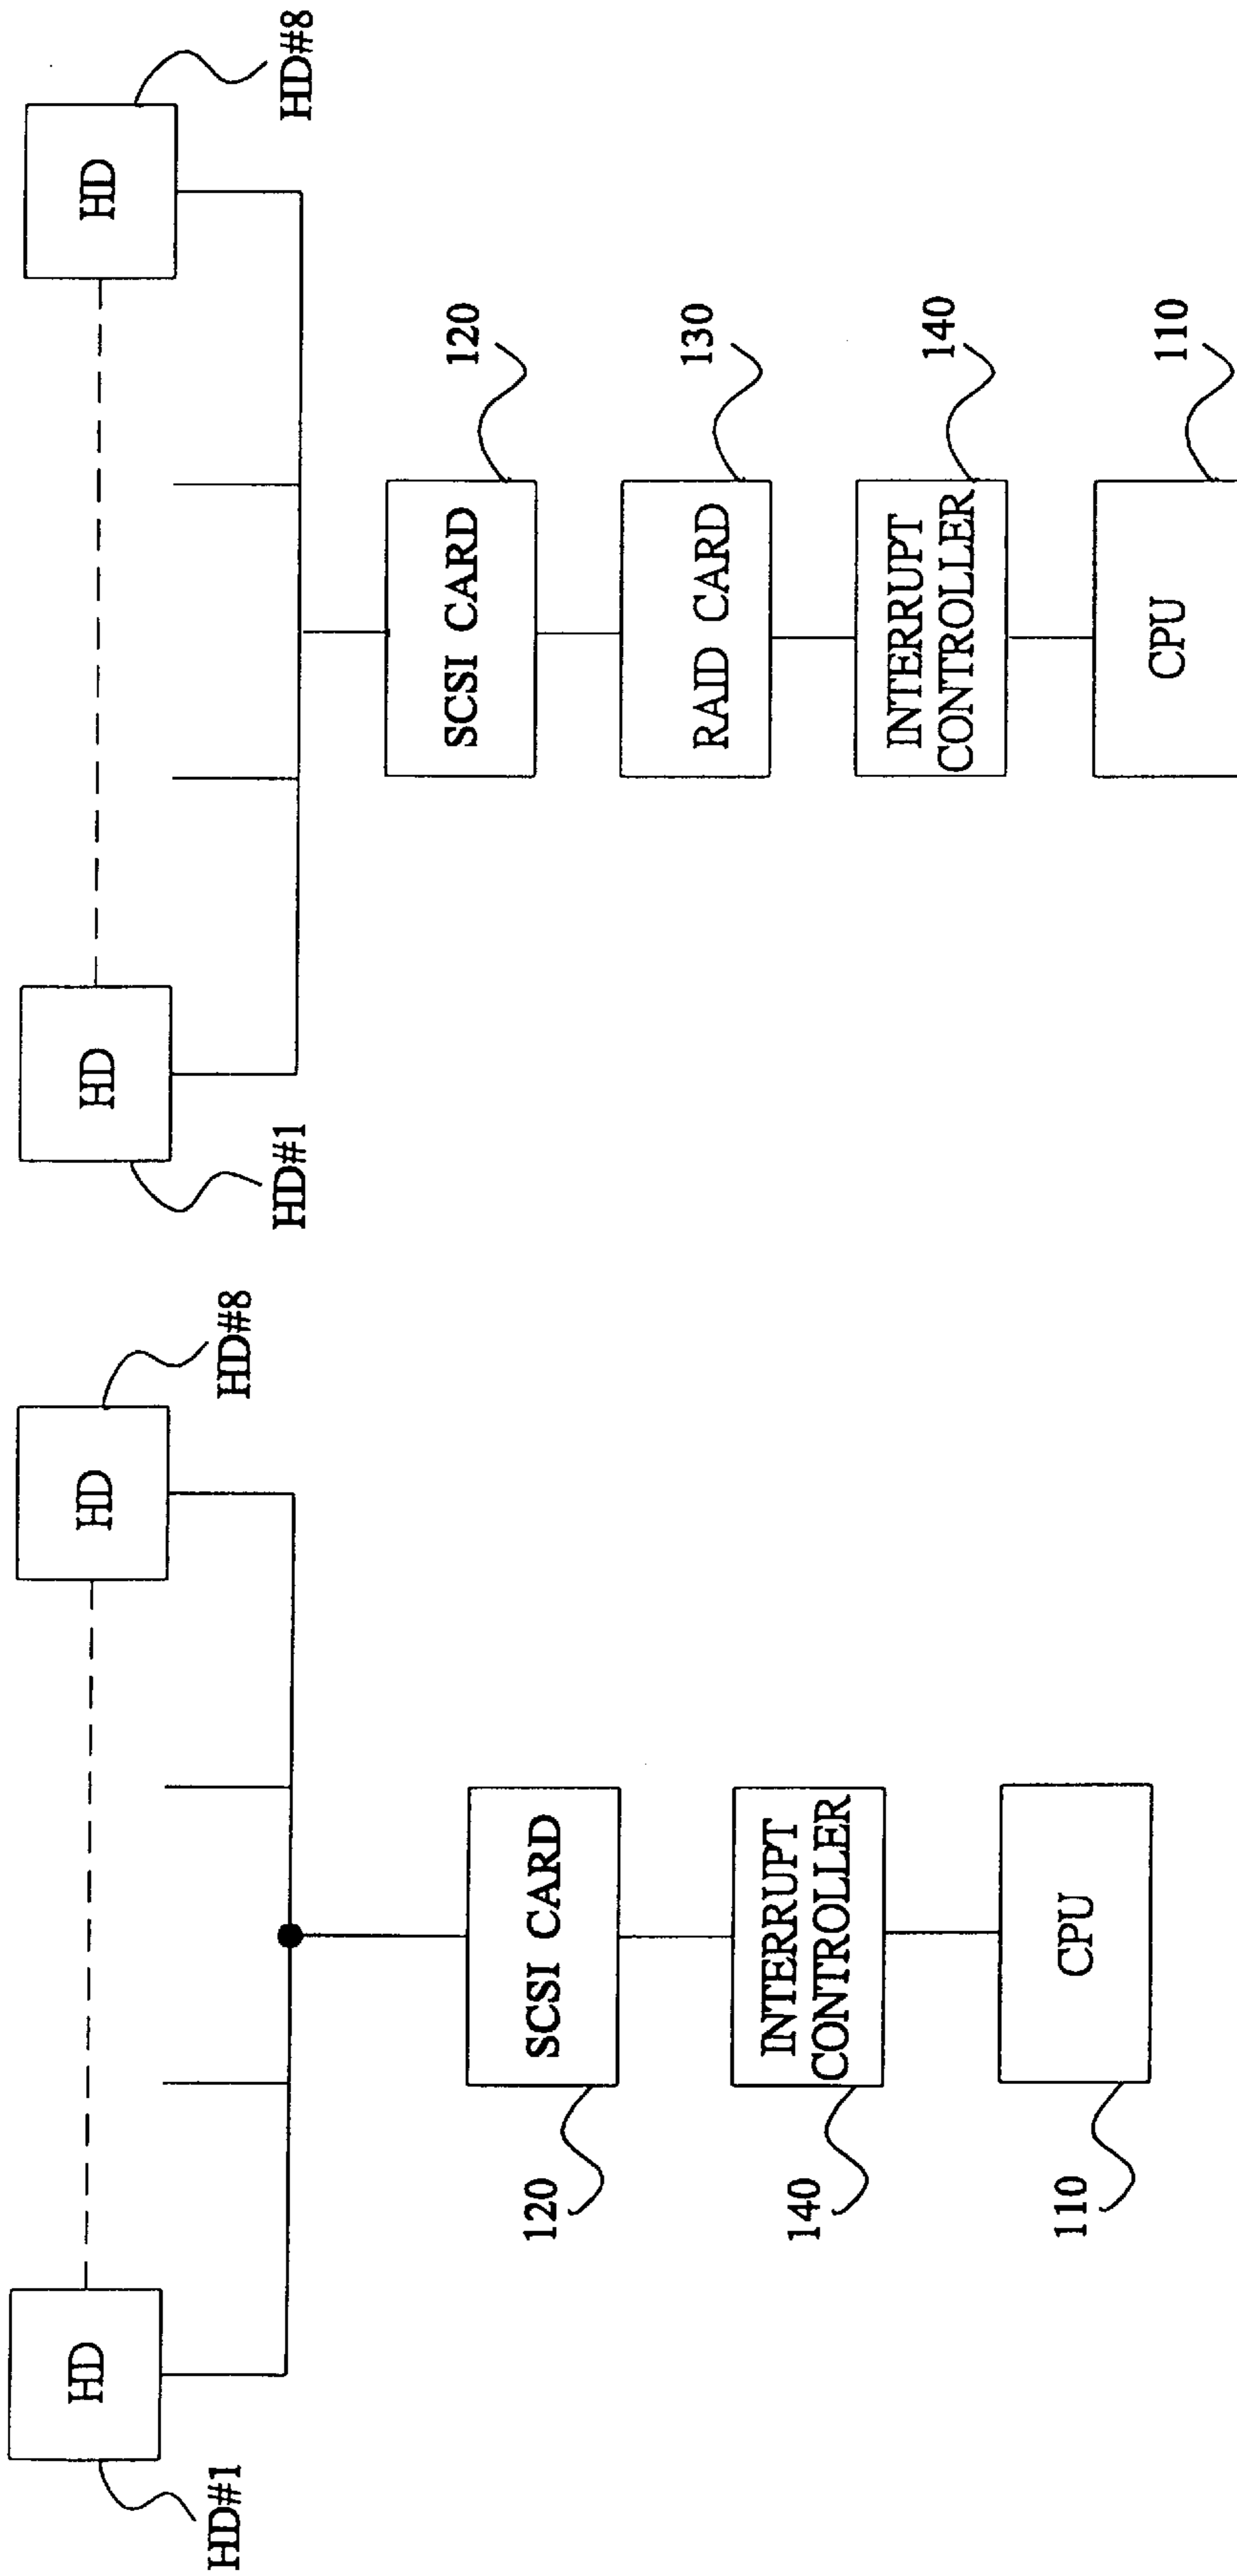 HD
HD
HD#1
HD#8
SCSI CARD
120
INTERRUPT
CONTROLLER
140
CPU
110
HD
HD
HD#1
HD#8
SCSI CARD
120
RAID CARD
130
INTERRUPT
CONTROLLER
140
CPU
110